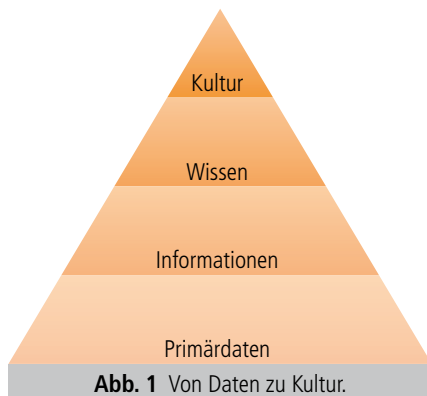 Kultur
Wissen
Informationen
Primärdaten
Abb. 1 Von Daten zu Kultur.